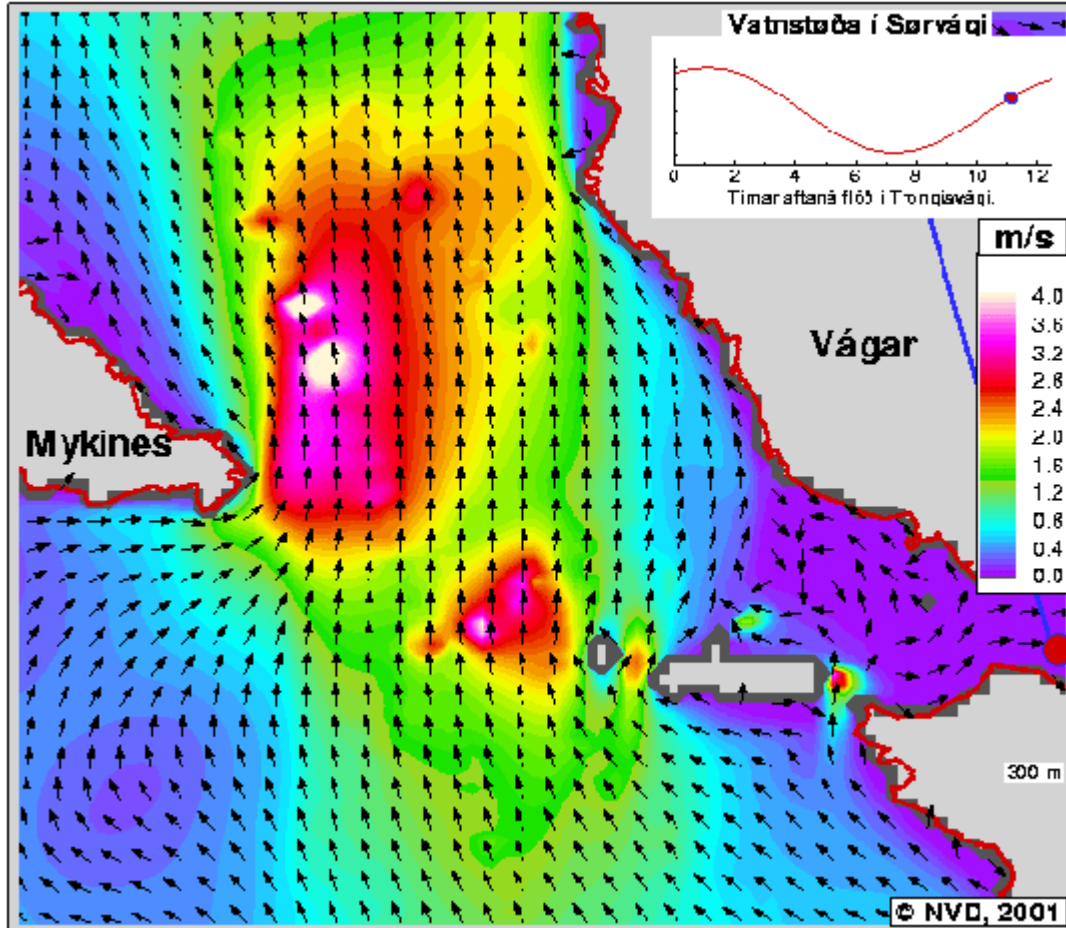 Vatnstøða í Sørvági
0 2 4 6 8 10 12
Tímar aftaná flóð í Trongisvági.
m/s
4.0
3.6
3.2
2.8
2.4
2.0
1.6
1.2
0.8
0.4
0.0
Vágar
Mykines
300 m
© NVD, 2001